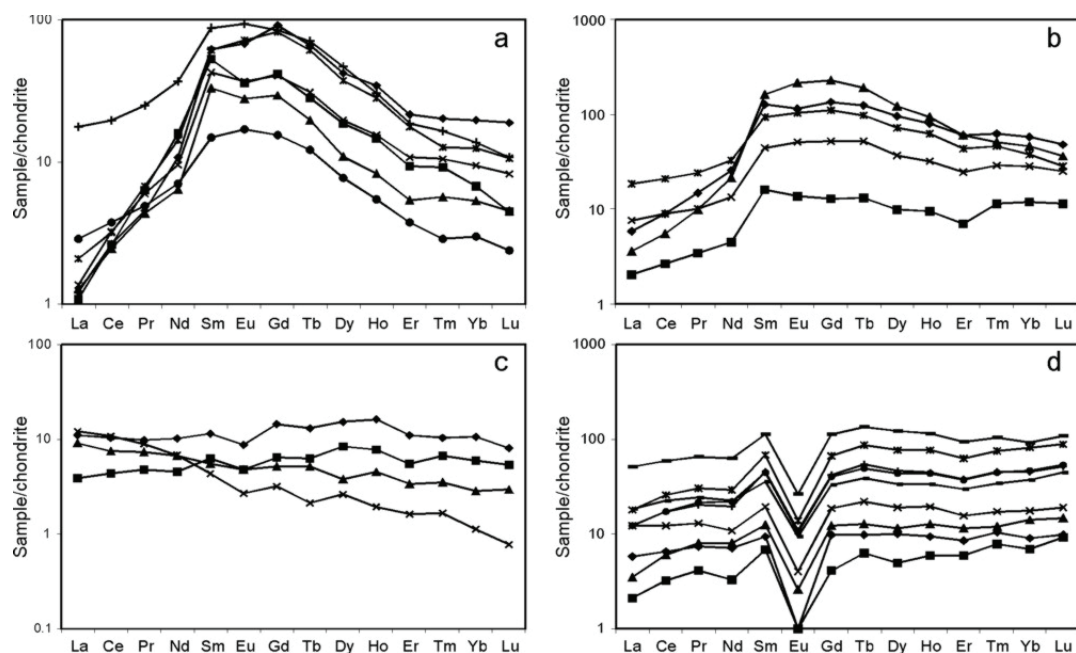 100
10
1
Sample/chondrite
a
La Ce Pr Nd Sm Eu Gd Tb Dy Ho Er Tm Yb Lu
1000
100
10
1
Sample/chondrite
b
La Ce Pr Nd Sm Eu Gd Tb Dy Ho Er Tm Yb Lu
100
10
1
0.1
Sample/chondrite
c
La Ce Pr Nd Sm Eu Gd Tb Dy Ho Er Tm Yb Lu
1000
100
10
1
Sample/chondrite
d
La Ce Pr Nd Sm Eu Gd Tb Dy Ho Er Tm Yb Lu